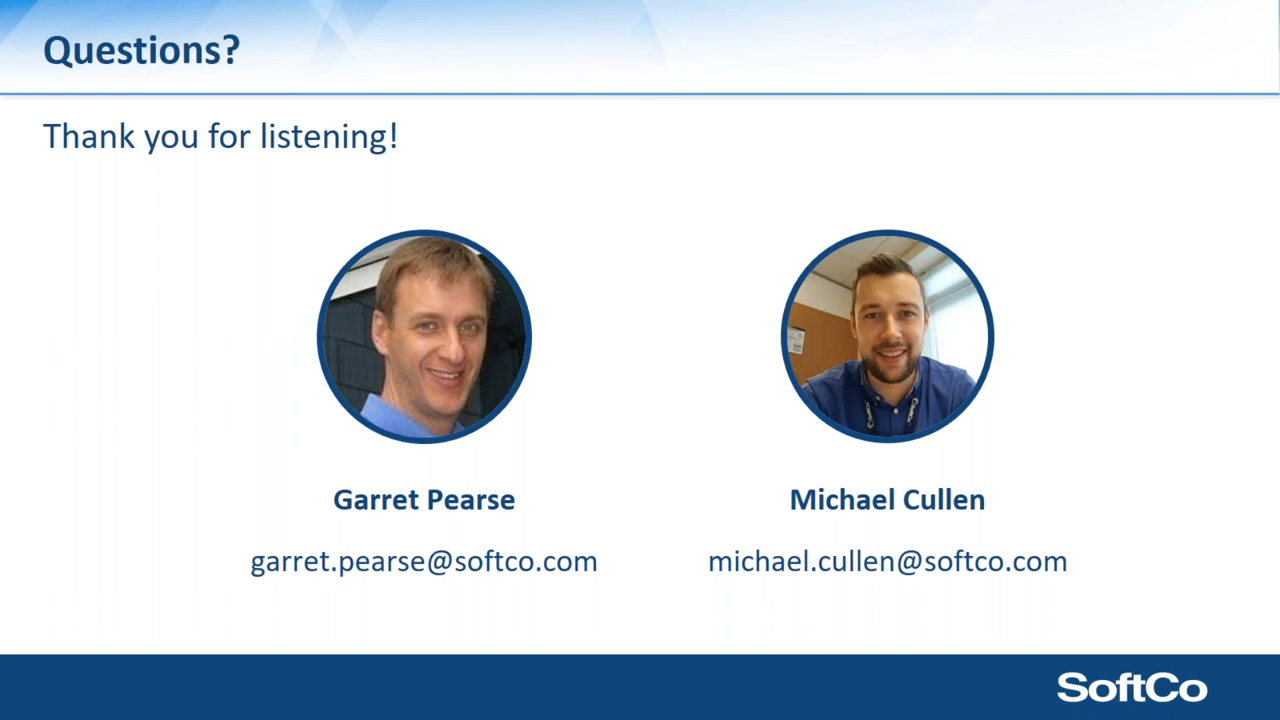 Questions?
Thank you for listening!
Garret Pearse
Michael Cullen
garret.pearse@softco.com
michael.cullen@softco.com
SoftCo